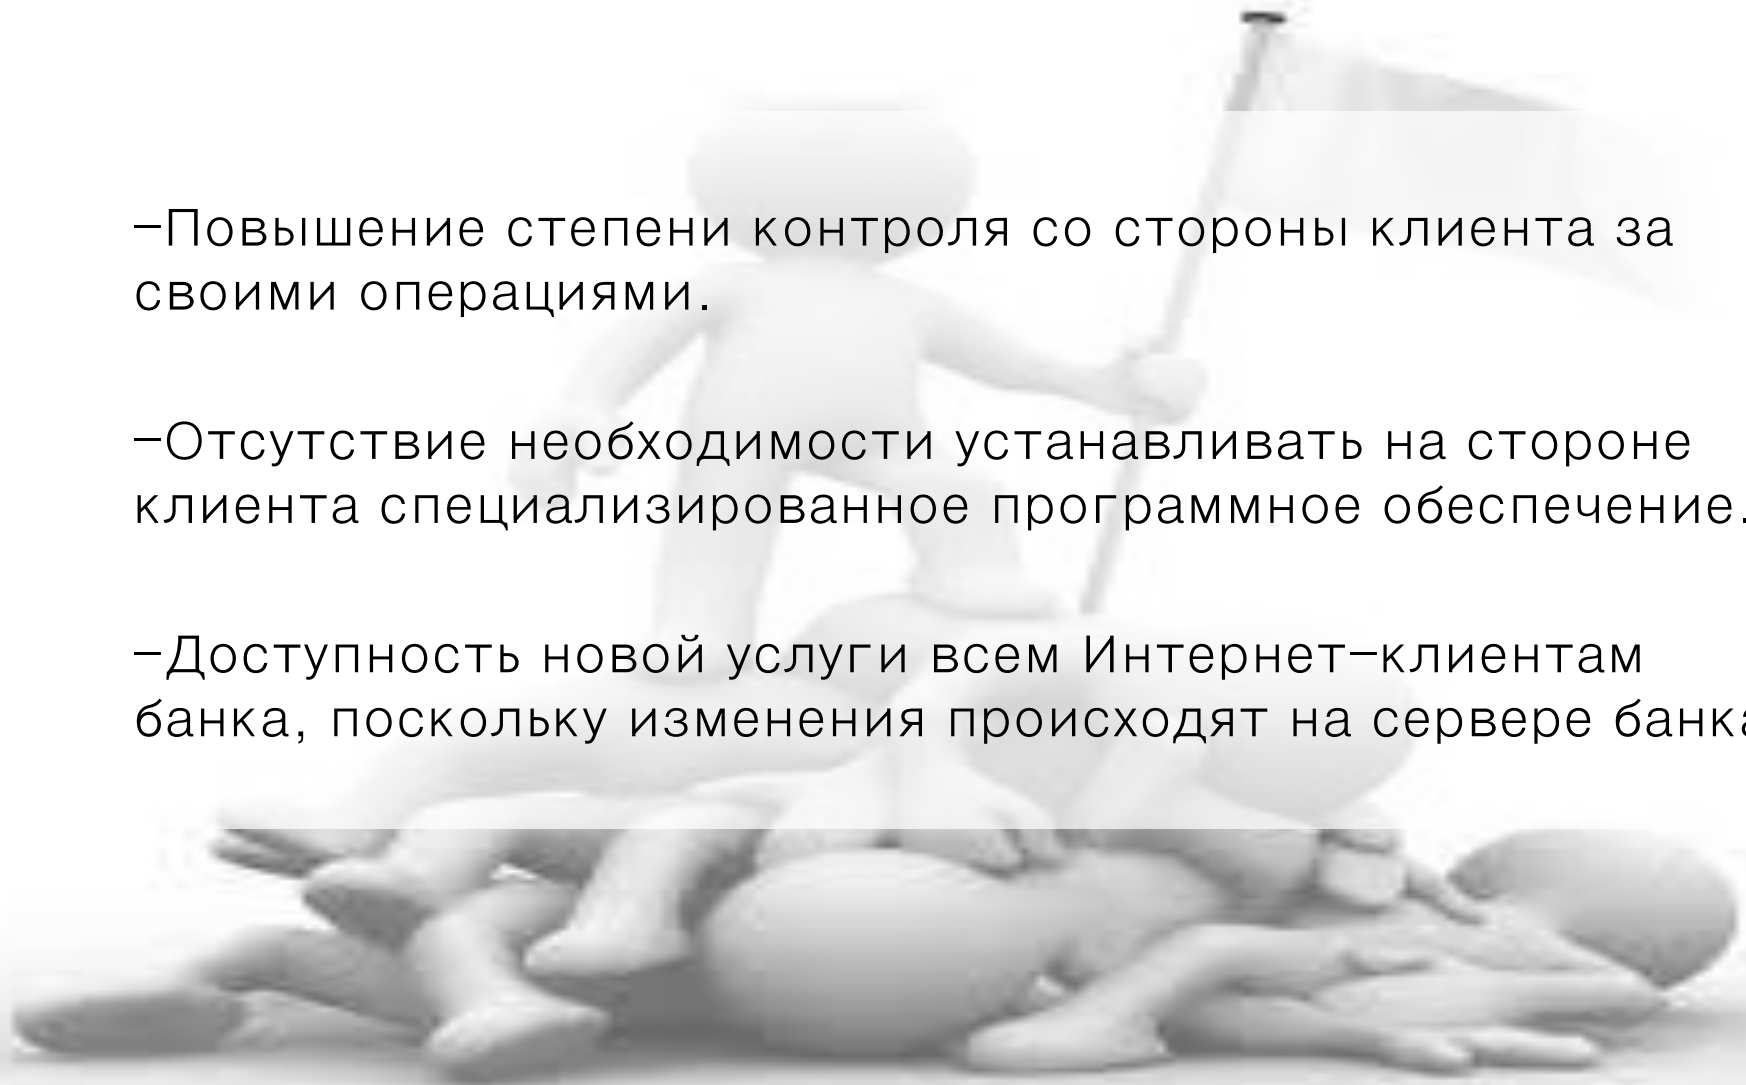 –Повышение степени контроля со стороны клиента за
своими операциями.
–Отсутствие необходимости устанавливать на стороне
клиента специализированное программное обеспечение.
–Доступность новой услуги всем Интернет–клиентам
банка, поскольку изменения происходят на сервере банка